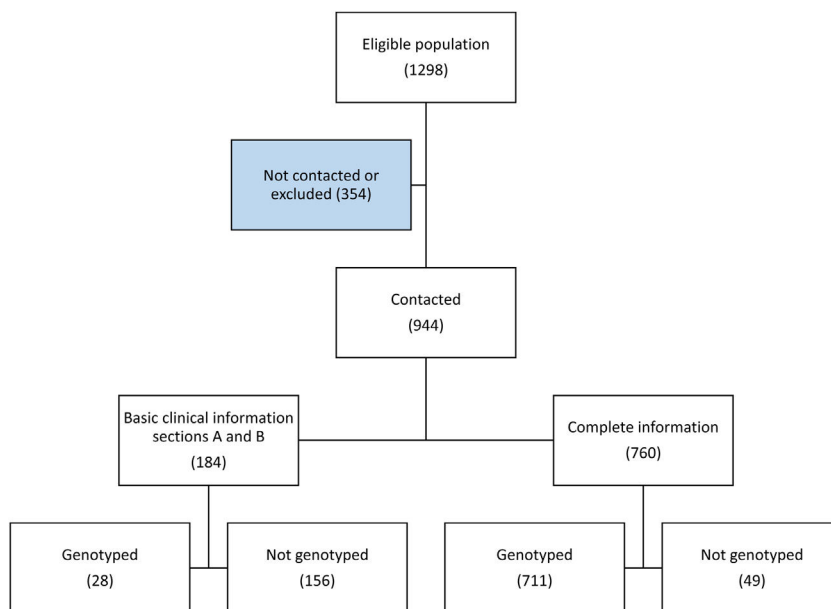 Eligible population
(1298)
Not contacted or
excluded (354)
Contacted
(944)
Basic clinical information
sections A and B
(184)
Complete information
(760)
Genotyped
(28)
Not genotyped
(156)
Genotyped
(711)
Not genotyped
(49)